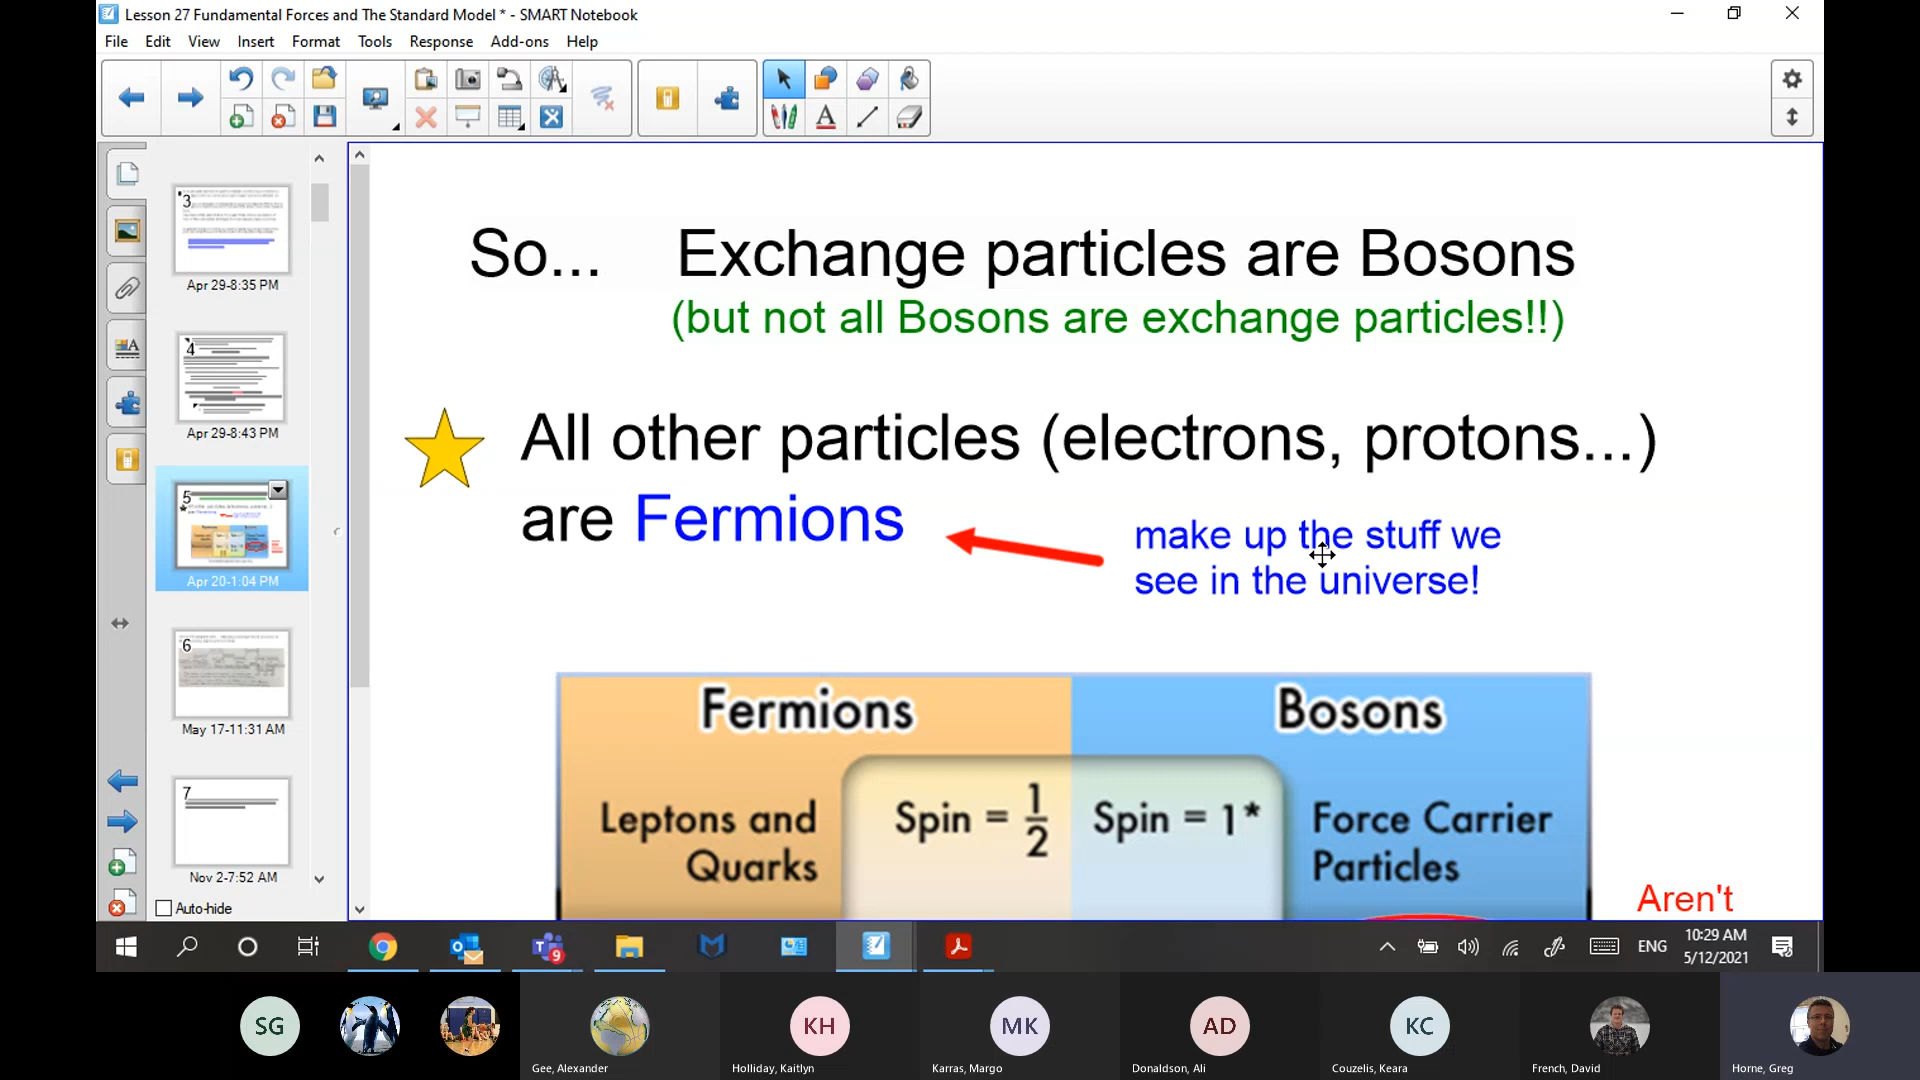 Lesson 27 Fundamental Forces and The Standard Model * - SMART Notebook
File Edit View Insert Format Tools Response Add-ons Help
3
Apr 29-8:35 PM
4
Apr 29-8:43 PM
5
Apr 20-1:04 PM
6
May 17-11:31 AM
7
Nov 2-7:52 AM
Auto-hide
So... Exchange particles are Bosons
(but not all Bosons are exchange particles!!)
All other particles (electrons, protons...)
are Fermions
make up the stuff we
see in the universe!
Fermions Bosons
Leptons and Spin = 1/2 Spin = 1* Force Carrier
Quarks Particles
Aren't
9
ENG
10:29 AM
5/12/2021
SG KH MK AD KC
Gee, Alexander Holliday, Kaitlyn Karras, Margo Donaldson, Ali Couzelis, Keara French, David Horne, Greg